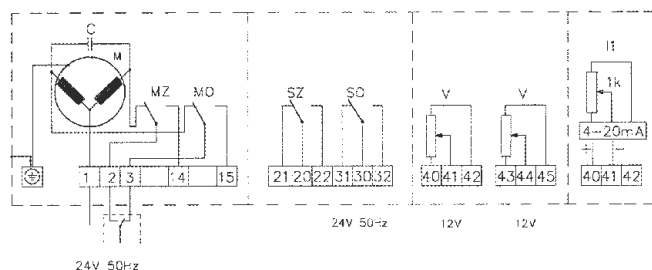 C
M
MZ
MO
SZ
SO
V
V
I1
1k
4-20mA
+ -
1 2 3 14 15
21 20 22 31 30 32
40 41 42
43 44 45
40 41 42
24V 50Hz
12V
12V
24V 50Hz